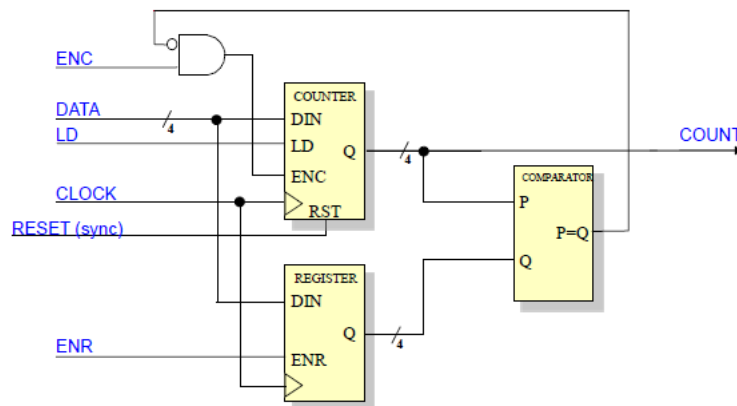 ENC
DATA
4
LD
CLOCK
RESET (sync)
COUNTER
DIN
LD
Q
ENC
RST
4
COUNT
COMPARATOR
P
P=Q
Q
REGISTER
DIN
Q
4
ENR
ENR